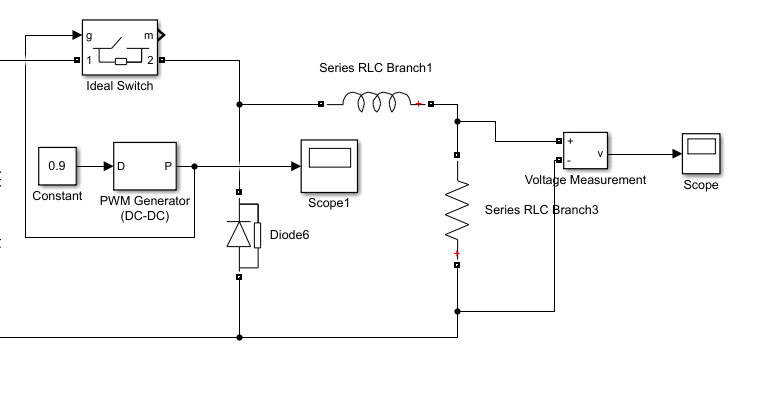 g m
1 2
Ideal Switch
Series RLC Branch1
0.9
Constant
D P
PWM Generator
(DC-DC)
Scope1
+
-
v
Voltage Measurement
Scope
Series RLC Branch3
Diode6
+
+